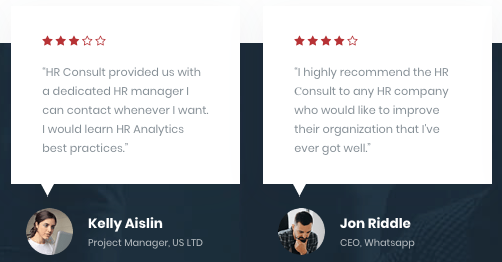 "HR Consult provided us with
a dedicated HR manager I
can contact whenever I want.
I would learn HR Analytics
best practices."
Kelly Aislin
Project Manager, US LTD
"I highly recommend the HR
Consult to any HR company
who would like to improve
their organization that I've
ever got well."
Jon Riddle
CEO, Whatsapp